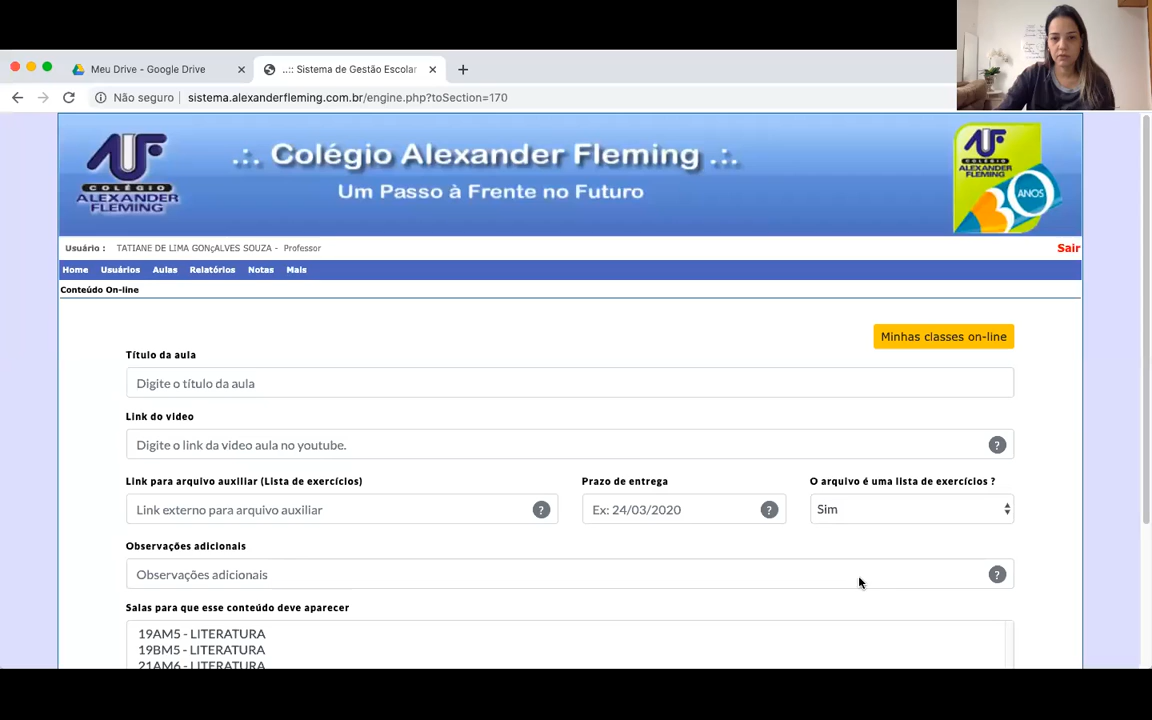 Meu Drive - Google Drive
..:: Sistema de Gestão Escolar
Não seguro
sistema.alexanderfleming.com.br/engine.php?toSection=170
COLÉGIO
ALEXANDER
FLEMING
.:. Colégio Alexander Fleming .:.
Um Passo à Frente no Futuro
COLÉGIO
ALEXANDER
FLEMING
30 ANOS
Usuário : TATIANE DE LIMA GONçALVES SOUZA - Professor
Sair
Home Usuários Aulas Relatórios Notas Mais
Conteúdo On-line
Minhas classes on-line
Título da aula
Digite o título da aula
Link do video
Digite o link da video aula no youtube.
?
Link para arquivo auxiliar (Lista de exercícios) Prazo de entrega O arquivo é uma lista de exercícios ?
Link externo para arquivo auxiliar ? Ex: 24/03/2020 ? Sim
Observações adicionais
Observações adicionais
?
Salas para que esse conteúdo deve aparecer
19AM5 - LITERATURA
19BM5 - LITERATURA
21AM6 - LITERATURA